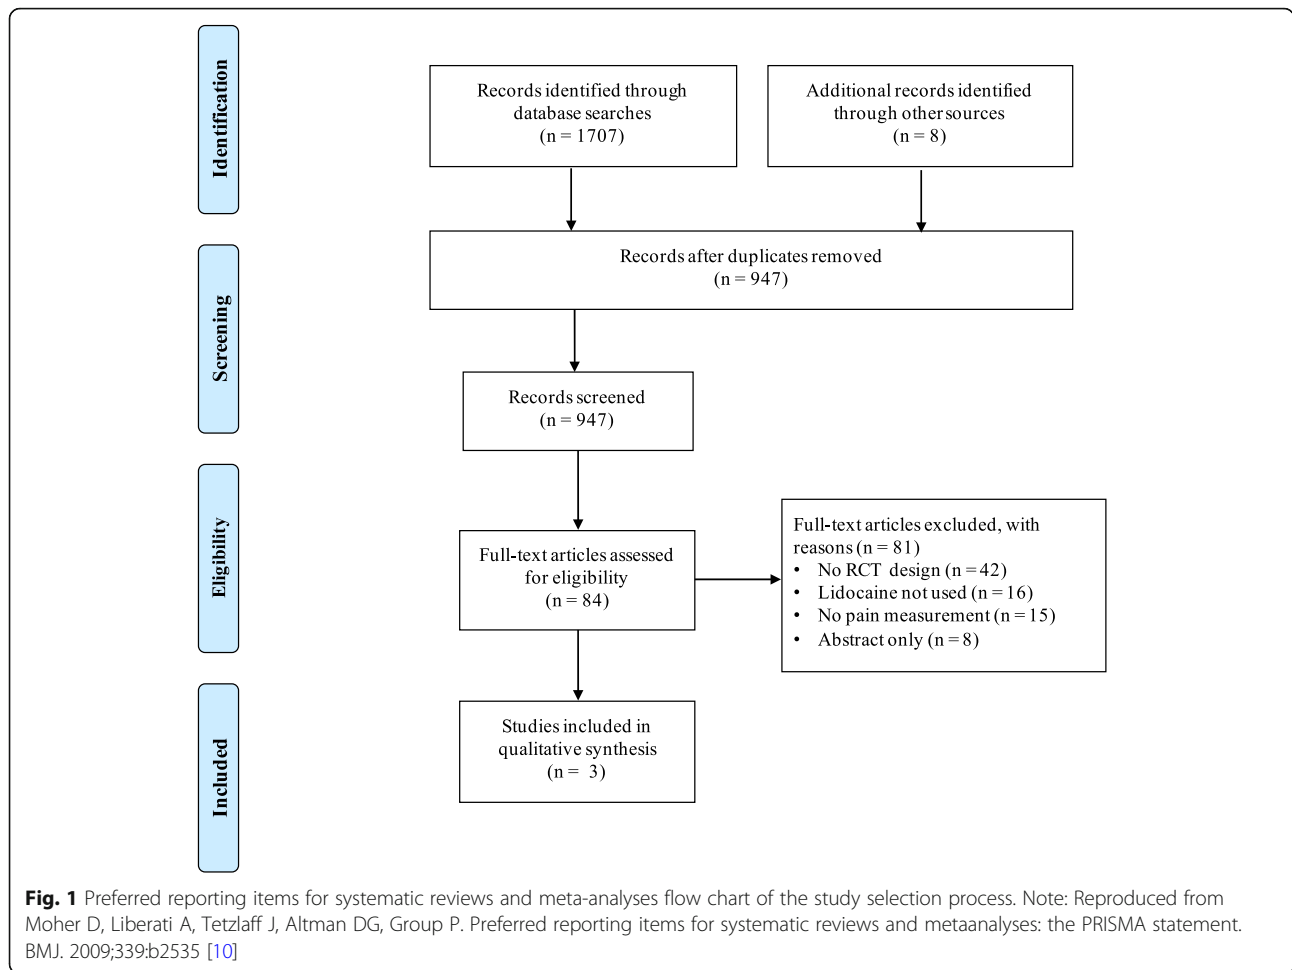 Identification
Records identified through
database searches
(n = 1707)
Additional records identified
through other sources
(n = 8)
Screening
Records after duplicates removed
(n = 947)
Records screened
(n = 947)
Eligibility
Full-text articles assessed
for eligibility
(n = 84)
Full-text articles excluded, with
reasons (n = 81)
• No RCT design (n = 42)
• Lidocaine not used (n = 16)
• No pain measurement (n = 15)
• Abstract only (n = 8)
Included
Studies included in
qualitative synthesis
(n = 3)
Fig. 1 Preferred reporting items for systematic reviews and meta-analyses flow chart of the study selection process. Note: Reproduced from
Moher D, Liberati A, Tetzlaff J, Altman DG, Group P. Preferred reporting items for systematic reviews and metaanalyses: the PRISMA statement.
BMJ. 2009;339:b2535 [10]